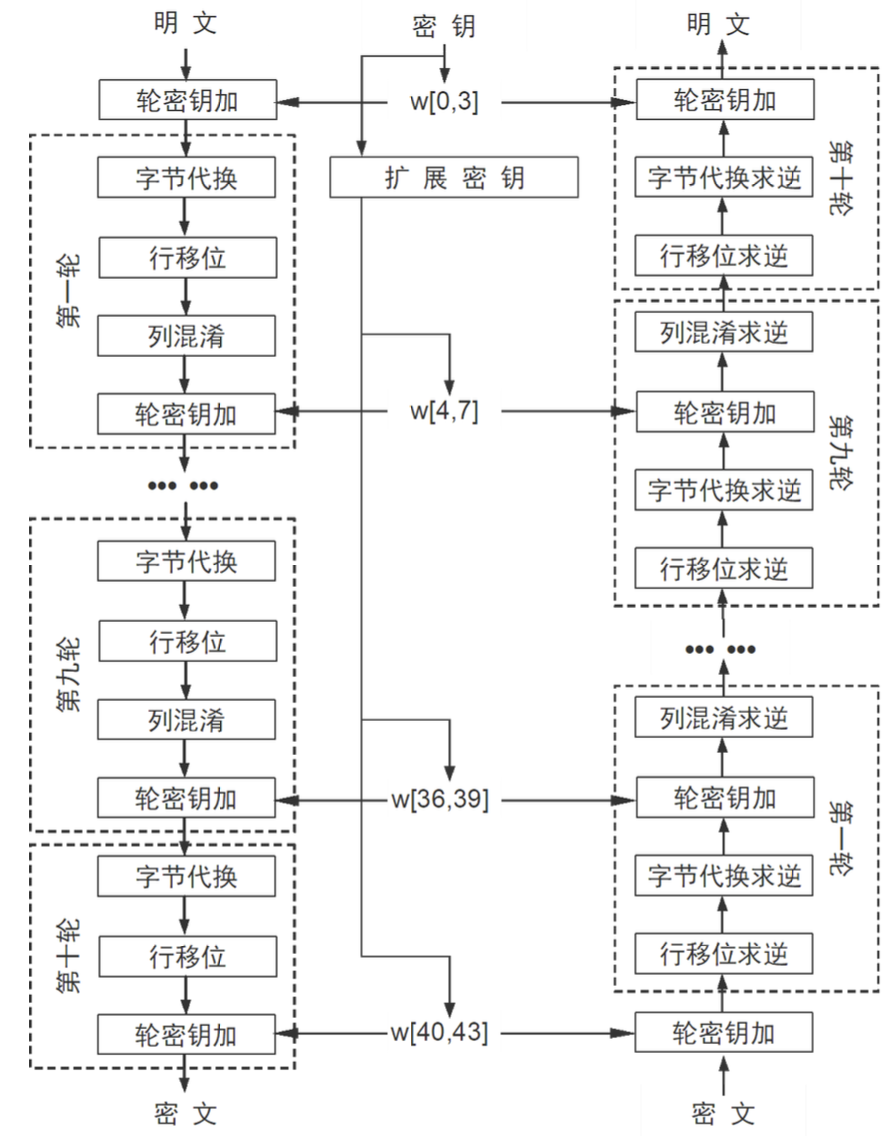 明 文
轮密钥加
第一轮
字节代换
行移位
列混淆
轮密钥加
••• •••
第九轮
字节代换
行移位
列混淆
轮密钥加
第十轮
字节代换
行移位
轮密钥加
密 文
密 钥
w[0,3]
扩 展 密 钥
w[4,7]
w[36,39]
w[40,43]
明 文
轮密钥加
字节代换求逆
行移位求逆
第十轮
列混淆求逆
轮密钥加
字节代换求逆
行移位求逆
第九轮
••• •••
列混淆求逆
轮密钥加
字节代换求逆
行移位求逆
第一轮
轮密钥加
密 文